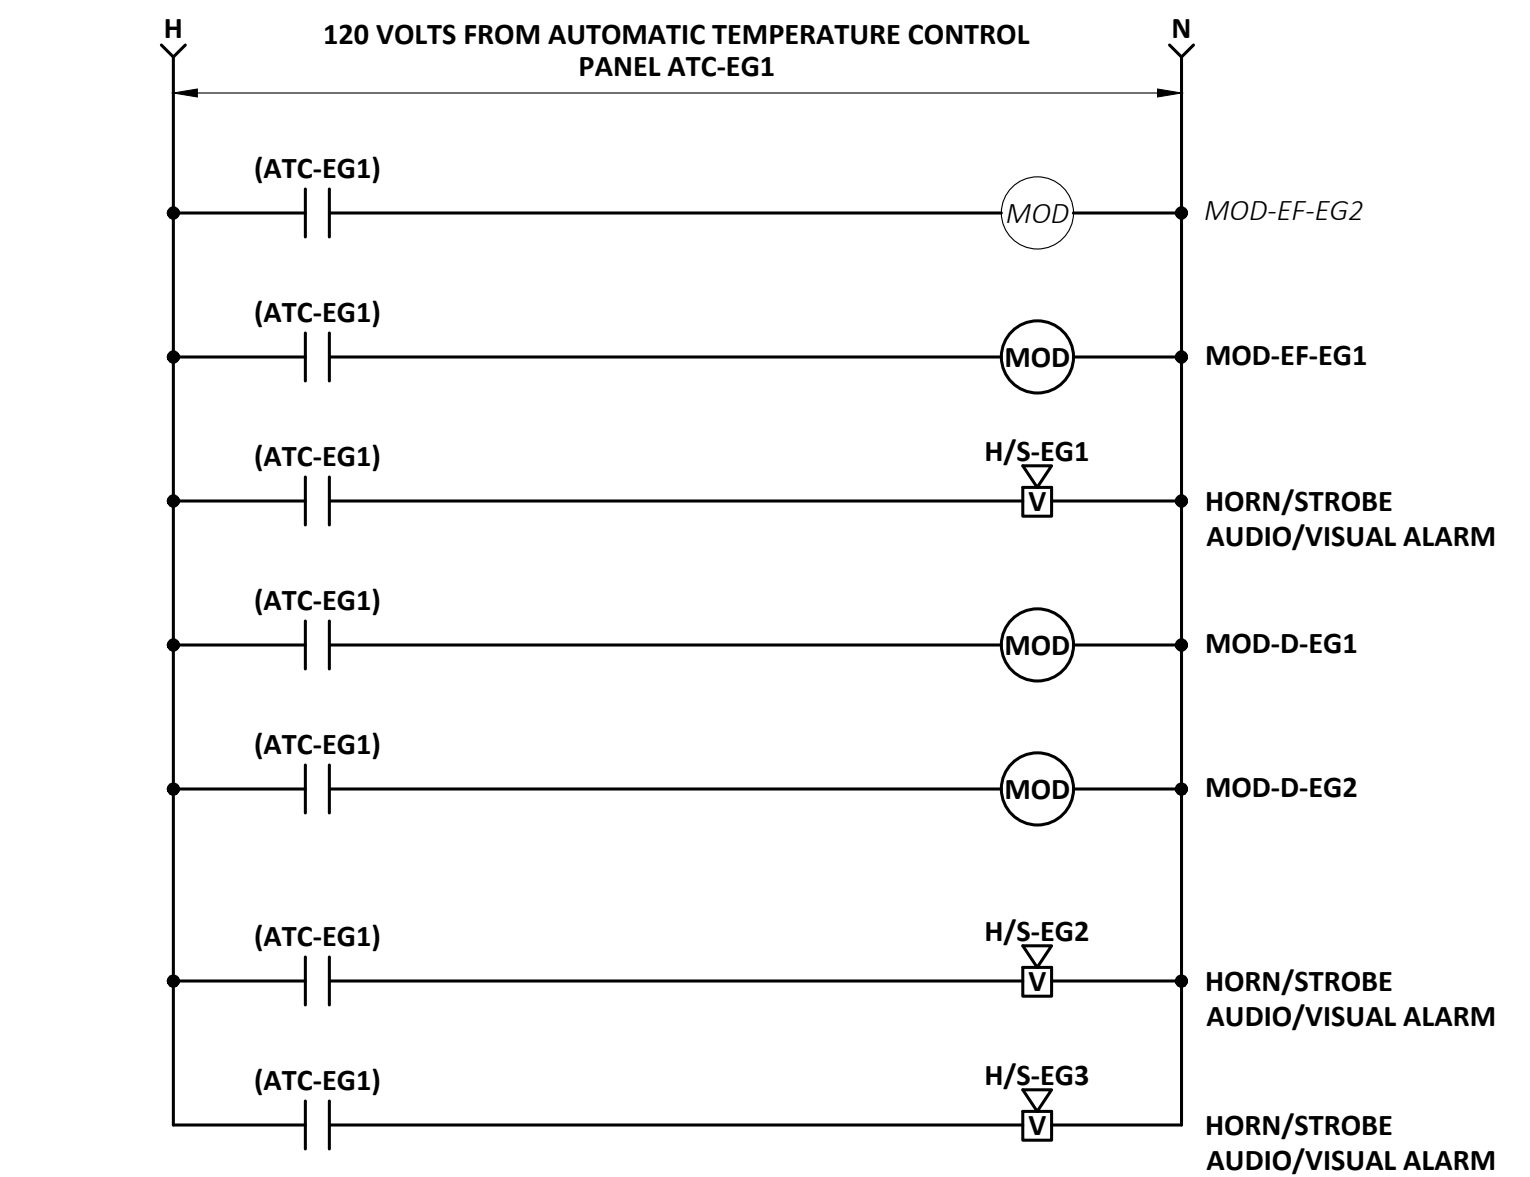 H
120 VOLTS FROM AUTOMATIC TEMPERATURE CONTROL
PANEL ATC-EG1
N
(ATC-EG1)
MOD
MOD-EF-EG2
(ATC-EG1)
MOD
MOD-EF-EG1
(ATC-EG1)
H/S-EG1
V
HORN/STROBE
AUDIO/VISUAL ALARM
(ATC-EG1)
MOD
MOD-D-EG1
(ATC-EG1)
MOD
MOD-D-EG2
(ATC-EG1)
H/S-EG2
V
HORN/STROBE
AUDIO/VISUAL ALARM
(ATC-EG1)
H/S-EG3
V
HORN/STROBE
AUDIO/VISUAL ALARM